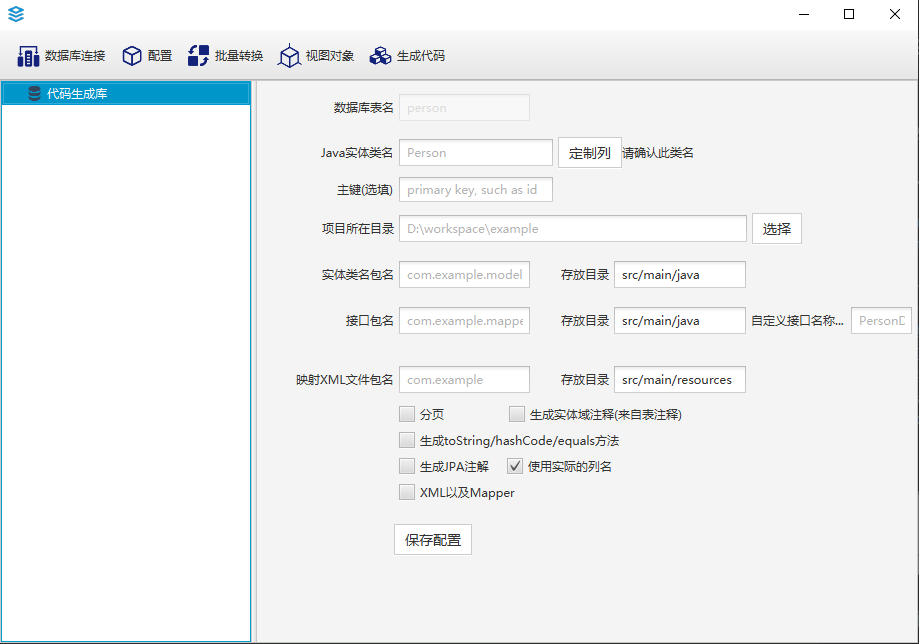 数据库连接 配置 批量转换 视图对象 生成代码
代码生成库
数据库表名 person
Java实体类名 Person 定制列 请确认此类名
主键(选填) primary key, such as id
项目所在目录 D:\workspace\example 选择
实体类名包名 com.example.model 存放目录 src/main/java
接口包名 com.example.mappe 存放目录 src/main/java 自定义接口名称... PersonD
映射XML文件包名 com.example 存放目录 src/main/resources
分页 生成实体域注释(来自表注释)
生成toString/hashCode/equals方法
生成JPA注解 使用实际的列名
XML以及Mapper
保存配置